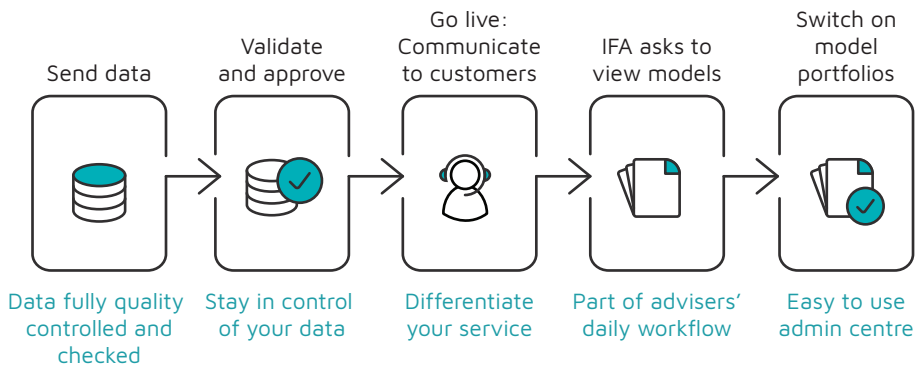 Send data
Validate
and approve
Go live:
Communicate
to customers
IFA asks to
view models
Switch on
model
portfolios
Data fully quality
controlled and
checked
Stay in control
of your data
Differentiate
your service
Part of advisers’
daily workflow
Easy to use
admin centre